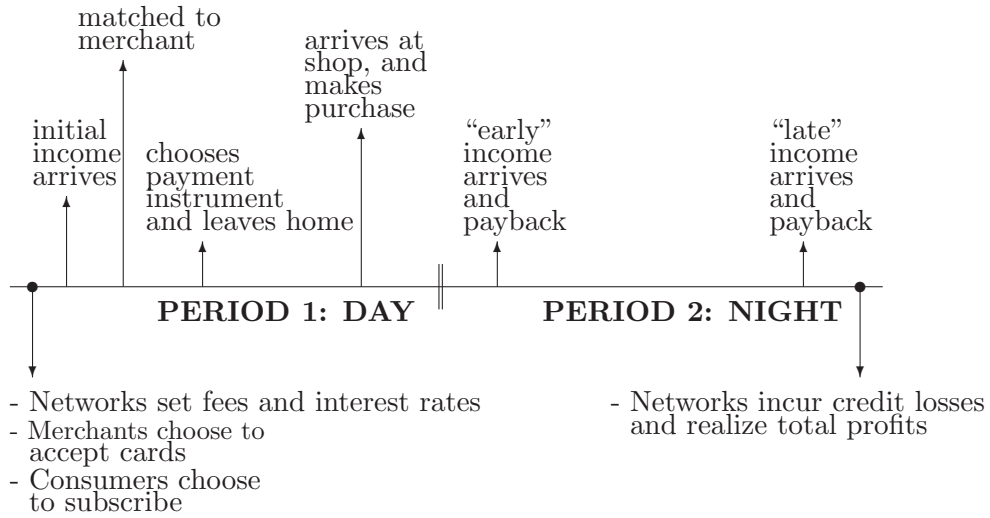 matched to
merchant
arrives at
shop, and
makes
purchase
initial
income
arrives
chooses
payment
instrument
and leaves home
“early”
income
arrives
and
payback
“late”
income
arrives
and
payback
PERIOD 1: DAY
PERIOD 2: NIGHT
- Networks set fees and interest rates
- Merchants choose to
accept cards
- Consumers choose
to subscribe
- Networks incur credit losses
and realize total profits